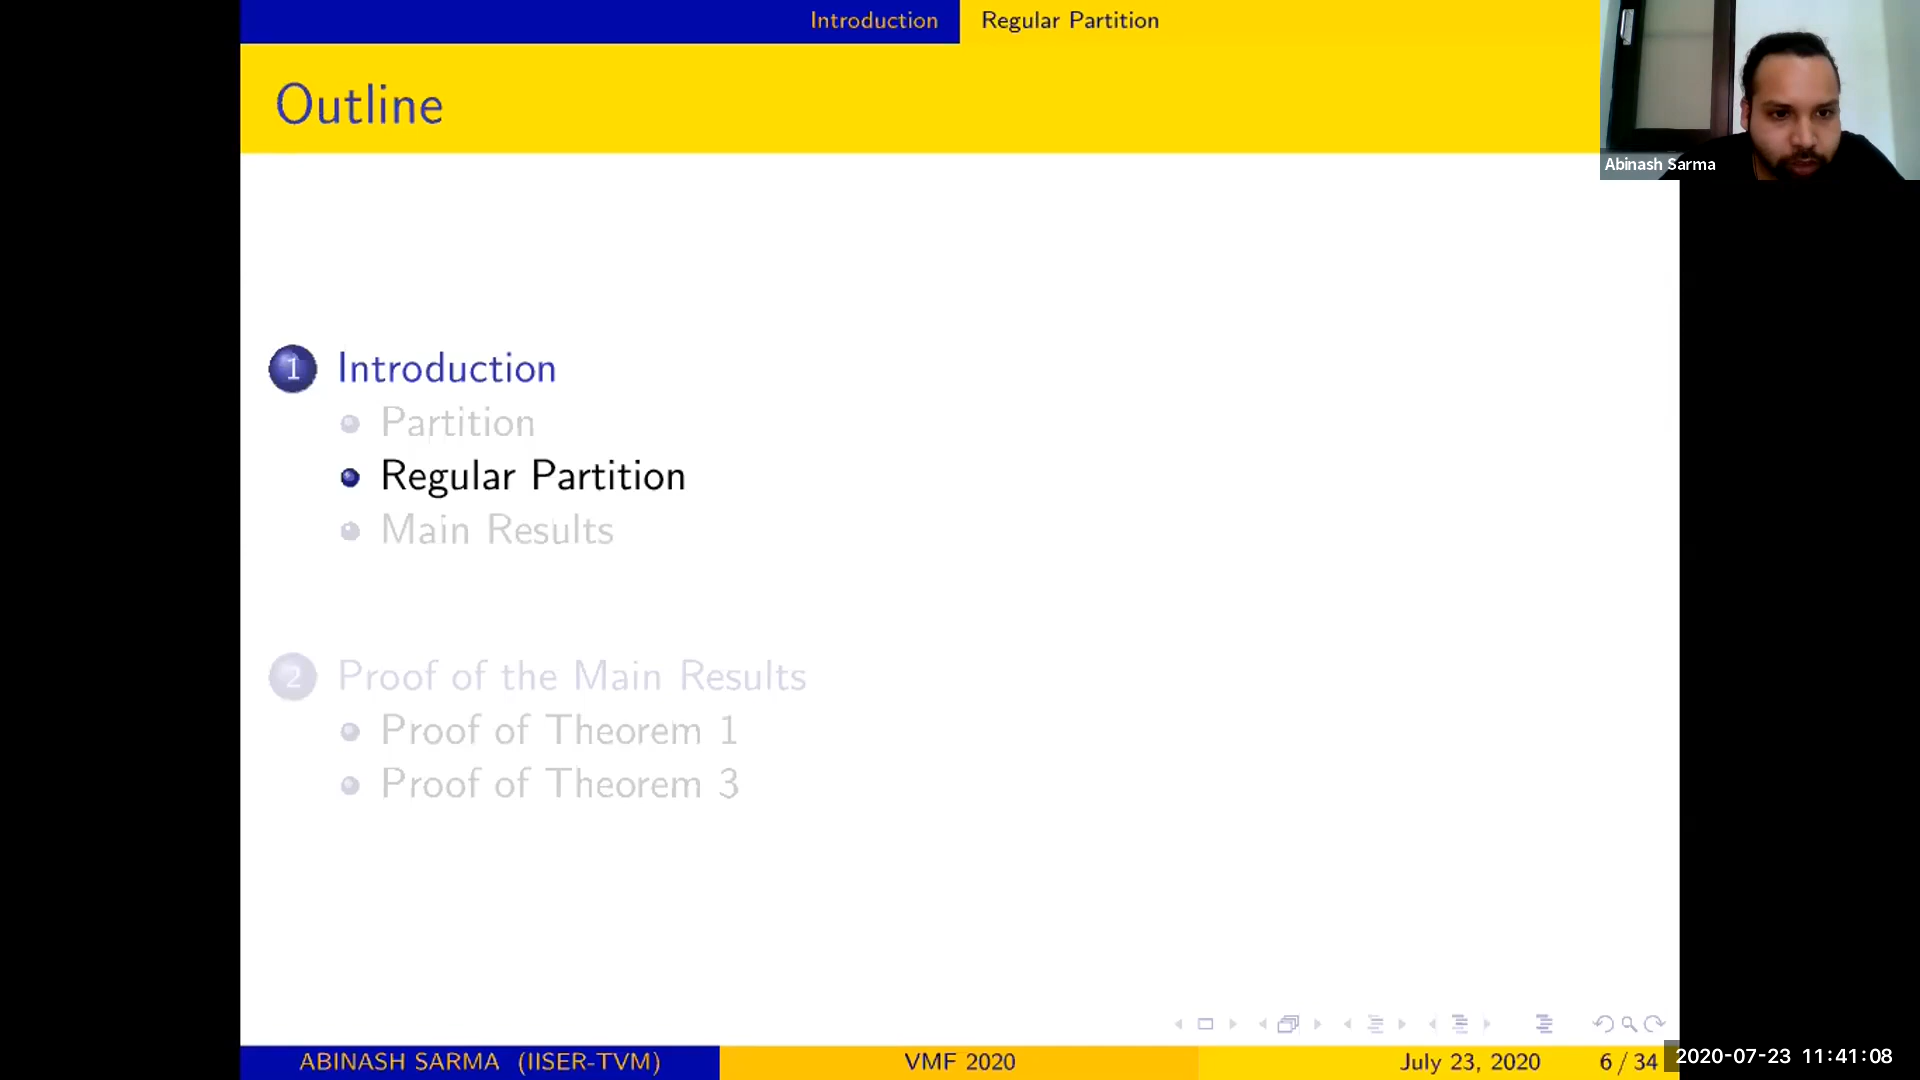 Introduction Regular Partition
Outline
Abinash Sarma
1 Introduction
Partition
Regular Partition
Main Results
2 Proof of the Main Results
Proof of Theorem 1
Proof of Theorem 3
ABINASH SARMA (IISER-TVM) VMF 2020 July 23, 2020 6 / 34
2020-07-23 11:41:08